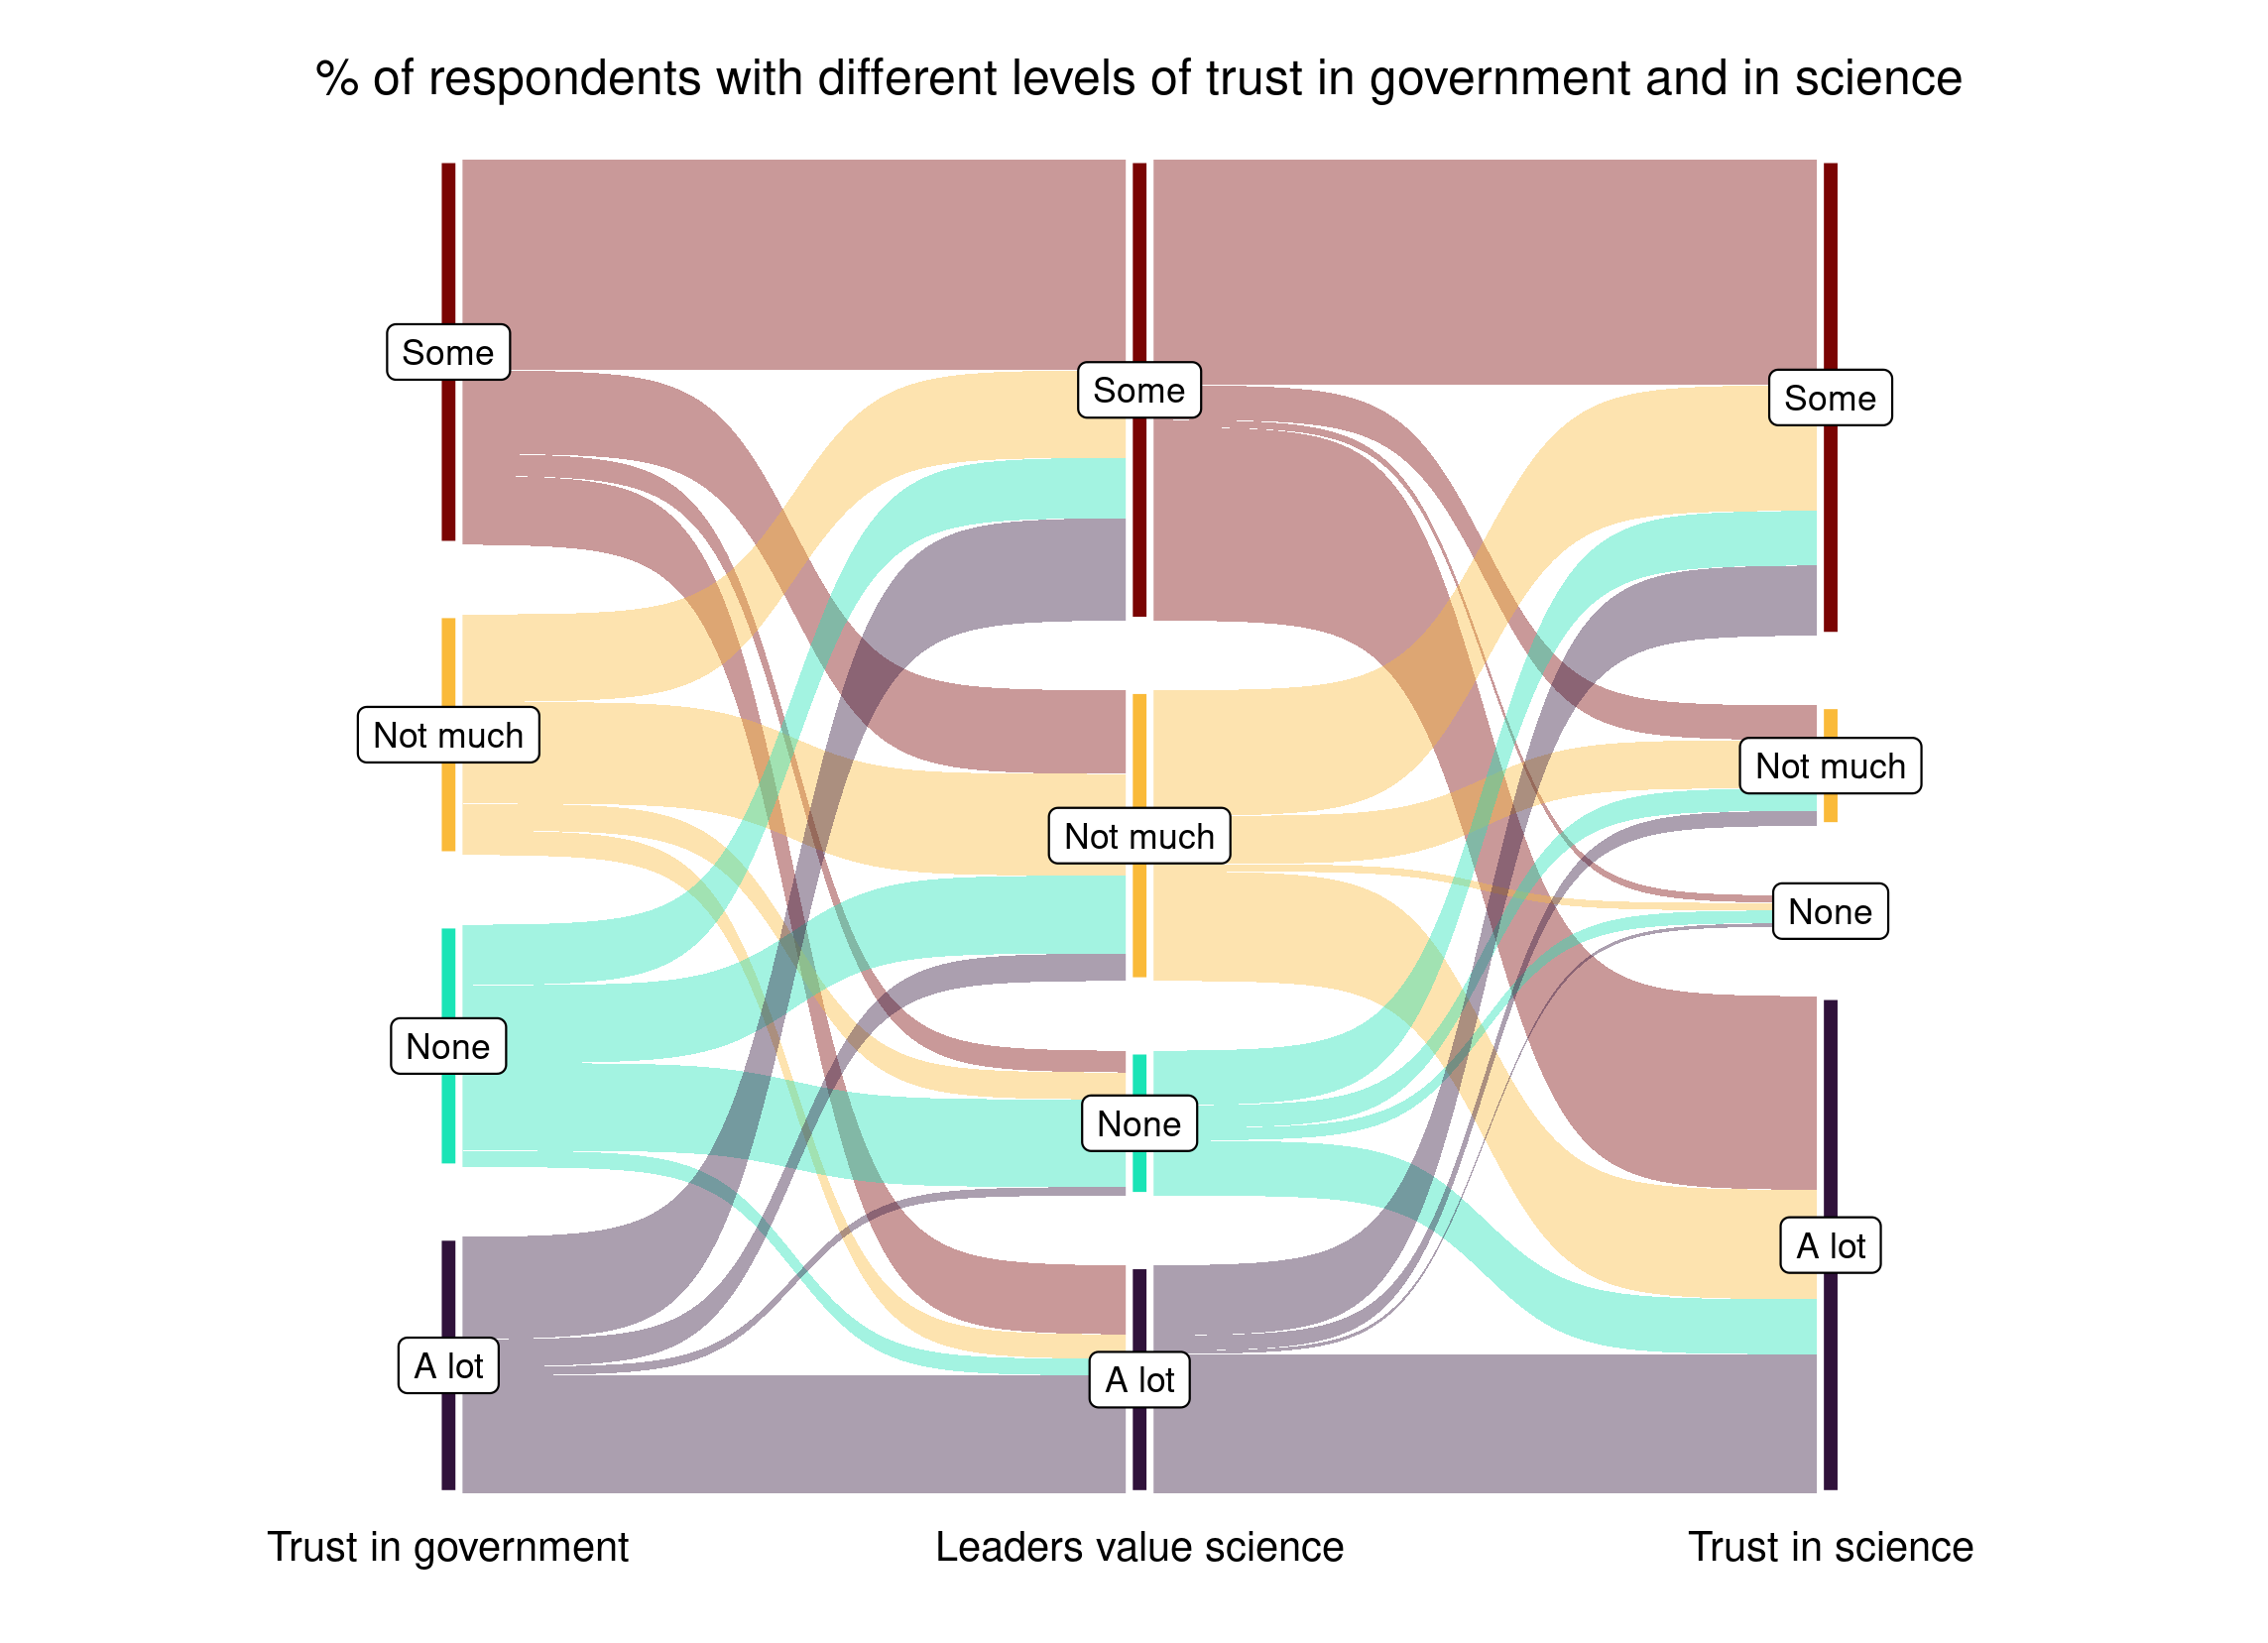 % of respondents with different levels of trust in government and in science
Some
Not much
None
A lot
Some
Not much
None
A lot
Some
Not much
None
A lot
Trust in government
Leaders value science
Trust in science